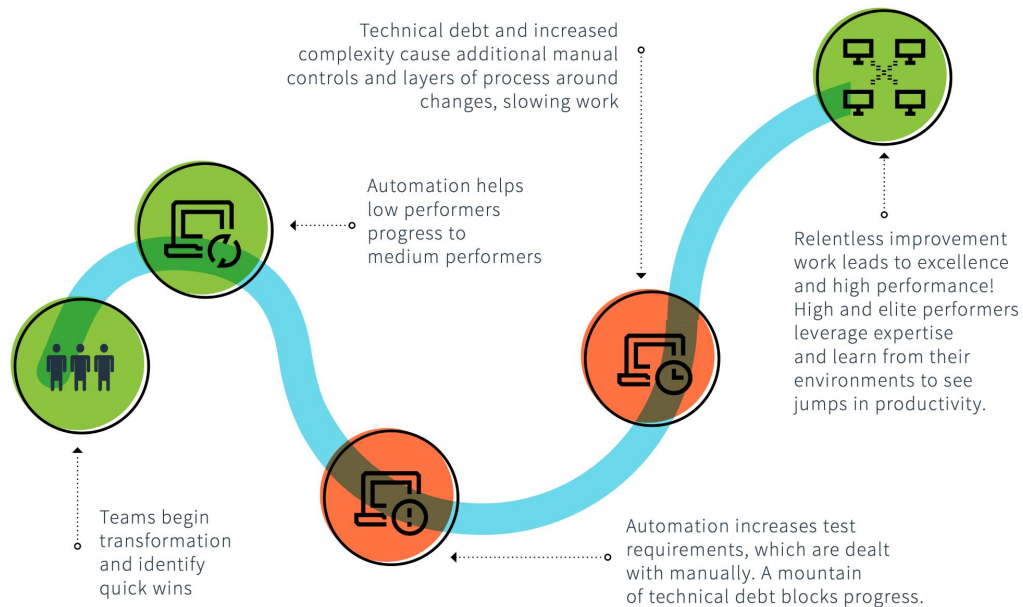 Technical debt and increased
complexity cause additional manual
controls and layers of process around
changes, slowing work
Automation helps
low performers
progress to
medium performers
Relentless improvement
work leads to excellence
and high performance!
High and elite performers
leverage expertise
and learn from their
environments to see
jumps in productivity.
Teams begin
transformation
and identify
quick wins
Automation increases test
requirements, which are dealt
with manually. A mountain
of technical debt blocks progress.